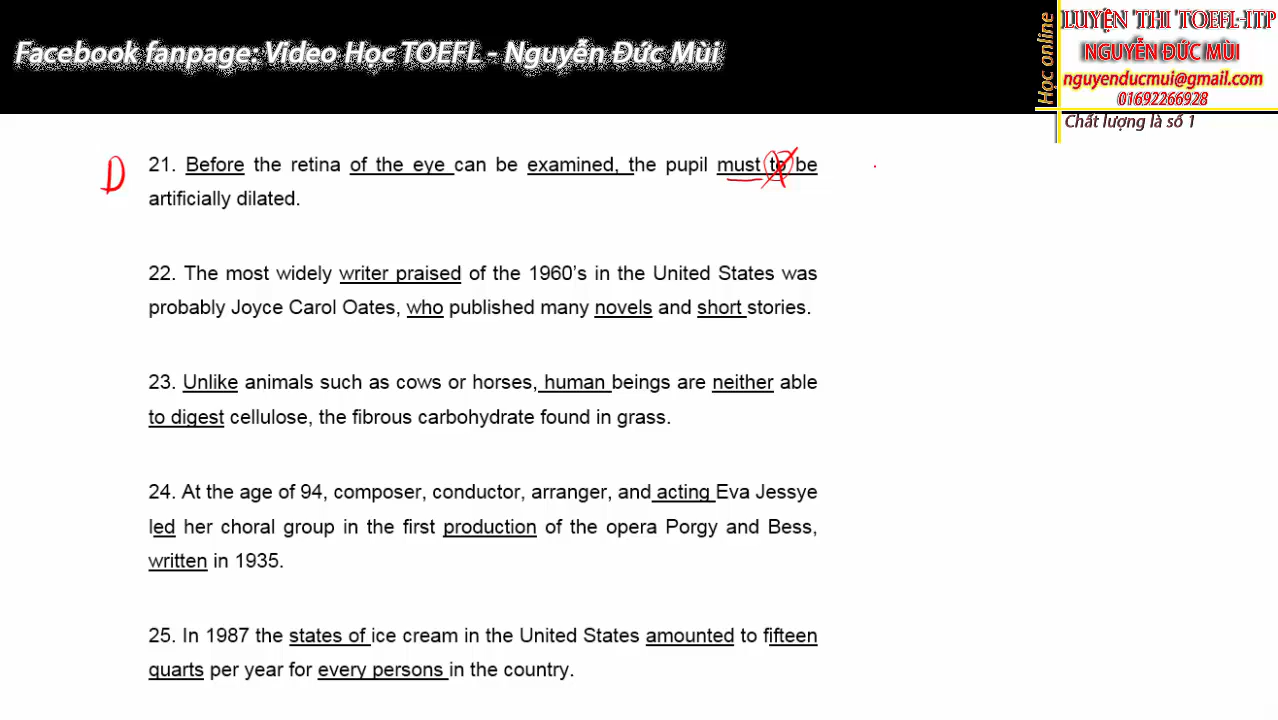 Facebook fanpage: Video Học TOEFL - Nguyễn Đức Mùi
Học online
LUYỆN THI TOEFL-ITP
NGUYỄN ĐỨC MÙI
nguyenducmui@gmail.com
01692266928
Chất lượng là số 1
D
21. Before the retina of the eye can be examined, the pupil must to be
artificially dilated.
22. The most widely writer praised of the 1960's in the United States was
probably Joyce Carol Oates, who published many novels and short stories.
23. Unlike animals such as cows or horses, human beings are neither able
to digest cellulose, the fibrous carbohydrate found in grass.
24. At the age of 94, composer, conductor, arranger, and acting Eva Jessye
led her choral group in the first production of the opera Porgy and Bess,
written in 1935.
25. In 1987 the states of ice cream in the United States amounted to fifteen
quarts per year for every persons in the country.